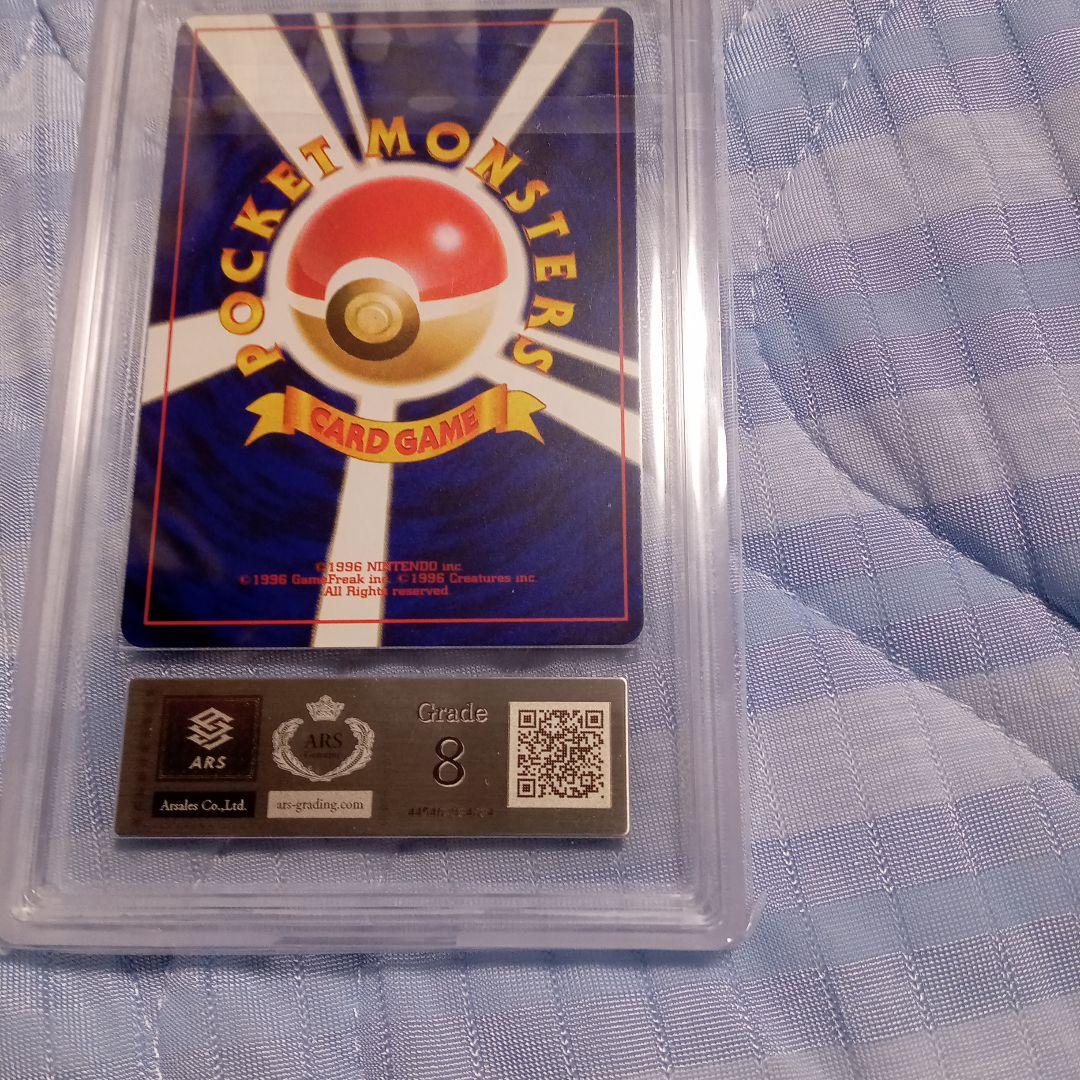 POCKET MONSTERS
CARD GAME
©1996 NINTENDO inc.
©1996 GameFreak inc. ©1996 Creatures inc.
All Rights reserved
ARS
Arsales Co.,Ltd.
ARS
ars-grading.com
Grade
8